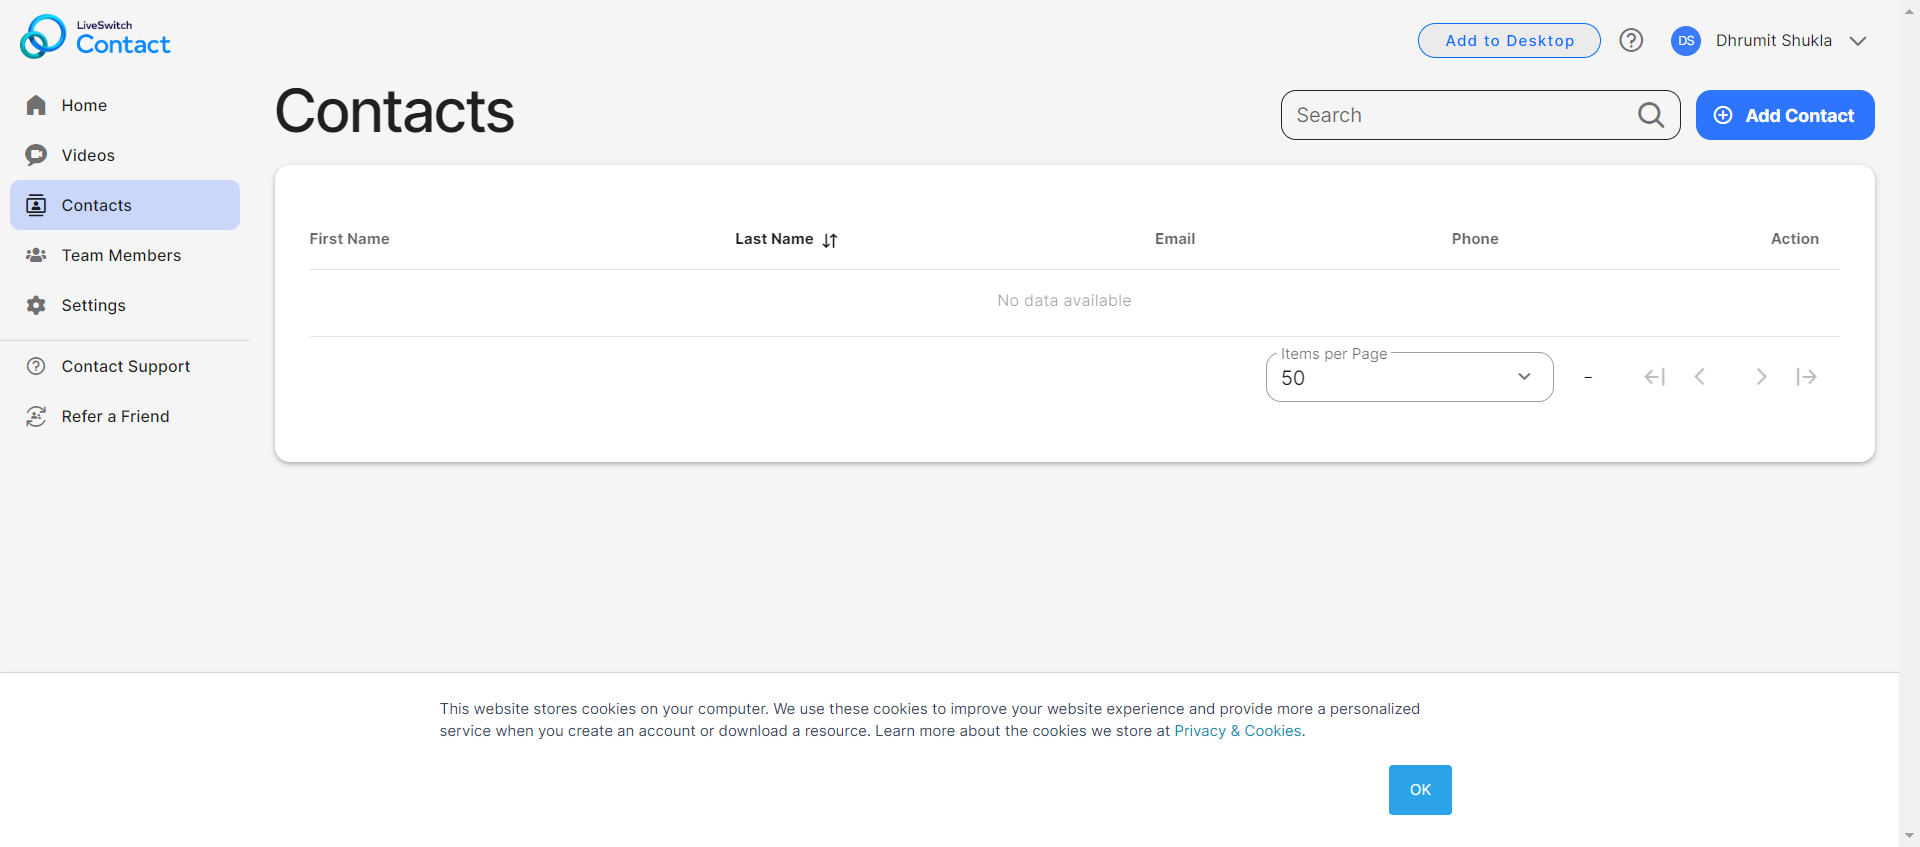 LiveSwitch
Contact
Add to Desktop
DS
Dhrumit Shukla
Home
Videos
Contacts
Team Members
Settings
Contact Support
Refer a Friend
Contacts
Search
Add Contact
First Name
Last Name
Email
Phone
Action
No data available
Items per Page
50
–
This website stores cookies on your computer. We use these cookies to improve your website experience and provide more a personalized
service when you create an account or download a resource. Learn more about the cookies we store at Privacy & Cookies.
OK